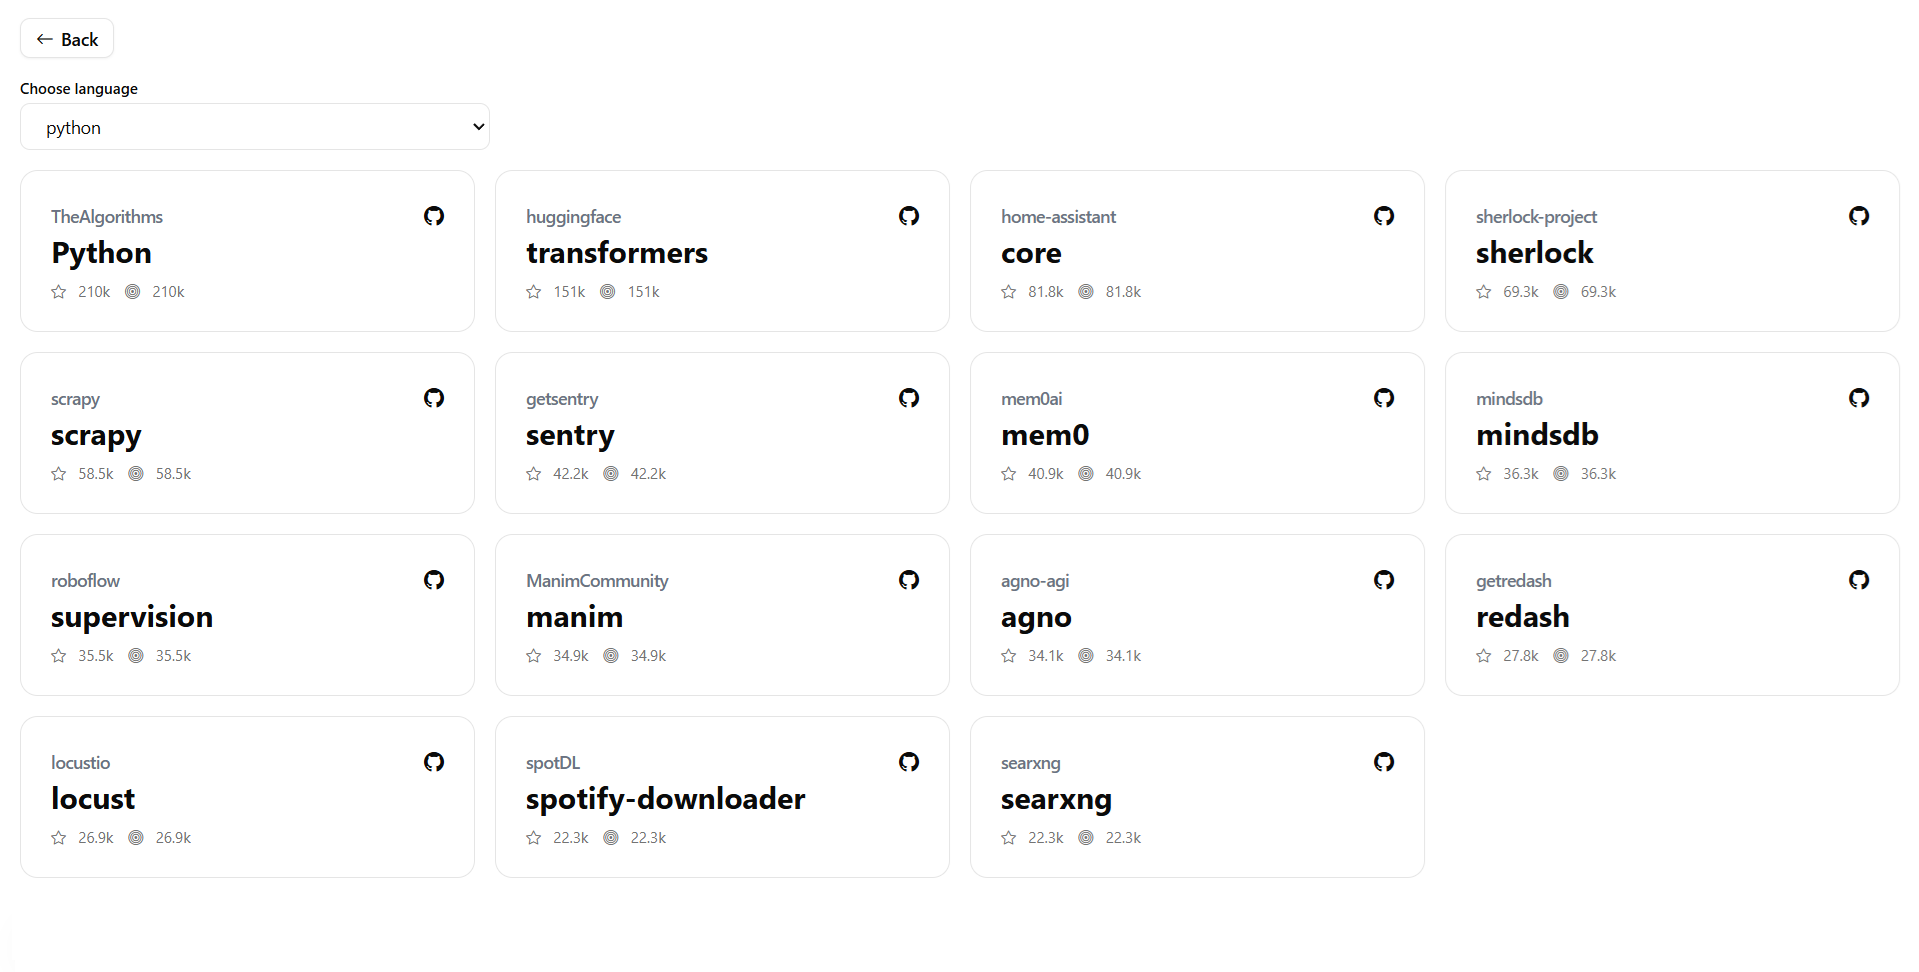 Back
Choose language
python
TheAlgorithms
Python
210k 210k
huggingface
transformers
151k 151k
home-assistant
core
81.8k 81.8k
sherlock-project
sherlock
69.3k 69.3k
scrapy
scrapy
58.5k 58.5k
getsentry
sentry
42.2k 42.2k
mem0ai
mem0
40.9k 40.9k
mindsdb
mindsdb
36.3k 36.3k
roboflow
supervision
35.5k 35.5k
ManimCommunity
manim
34.9k 34.9k
agno-agi
agno
34.1k 34.1k
getredash
redash
27.8k 27.8k
locustio
locust
26.9k 26.9k
spotDL
spotify-downloader
22.3k 22.3k
searxng
searxng
22.3k 22.3k